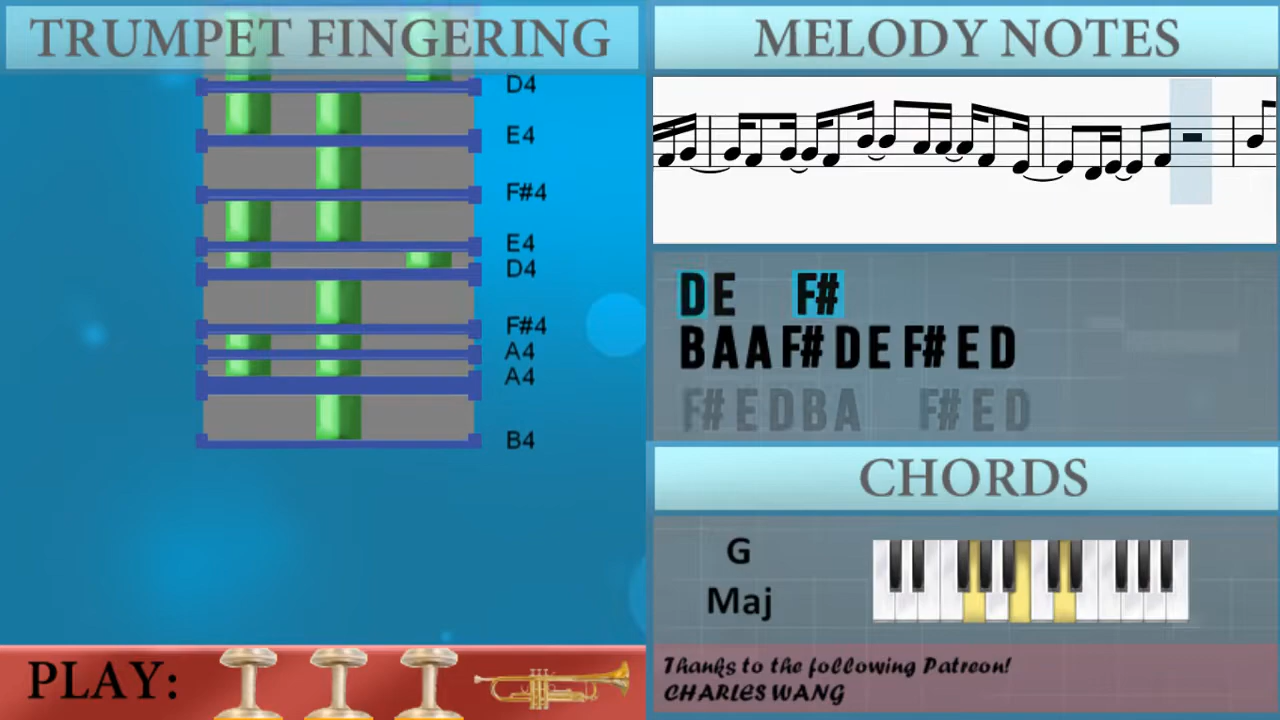 TRUMPET FINGERING
D4
E4
F#4
E4
D4
F#4
A4
A4
B4
PLAY:
MELODY NOTES
DE F#
BAAF#DEF#ED
F#EDBA F#ED
CHORDS
G
Maj
Thanks to the following Patreon!
CHARLES WANG